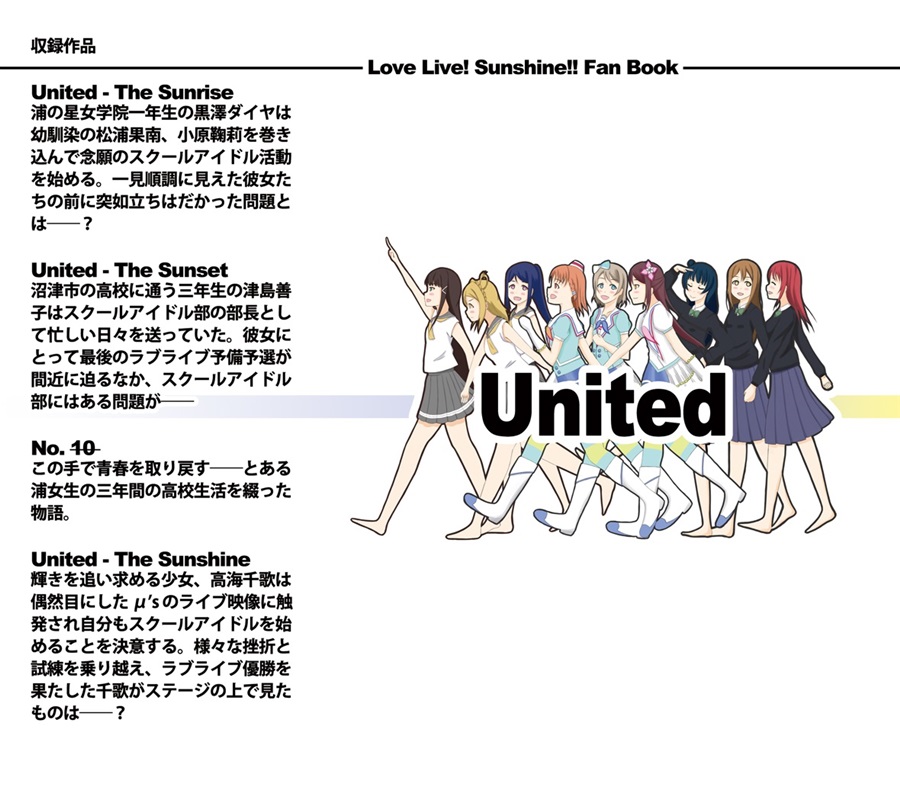 収録作品
Love Live! Sunshine!! Fan Book
United - The Sunrise
浦の星女学院一年生の黒澤ダイヤは
幼馴染の松浦果南、小原鞠莉を巻き
込んで念願のスクールアイドル活動
を始める。一見順調に見えた彼女た
ちの前に突如立ちはだかった問題と
は──？
United - The Sunset
沼津市の高校に通う三年生の津島善
子はスクールアイドル部の部長とし
て忙しい日々を送っていた。彼女に
とって最後のラブライブ予備予選が
間近に迫るなか、スクールアイドル
部にはある問題が──
No. 10
この手で青春を取り戻す──とある
浦女生の三年間の高校生活を綴った
物語。
United - The Sunshine
輝きを追い求める少女、高海千歌は
偶然目にした μ'sのライブ映像に触
発され自分もスクールアイドルを始
めることを決意する。様々な挫折と
試練を乗り越え、ラブライブ優勝を
果たした千歌がステージの上で見た
ものは──？
United